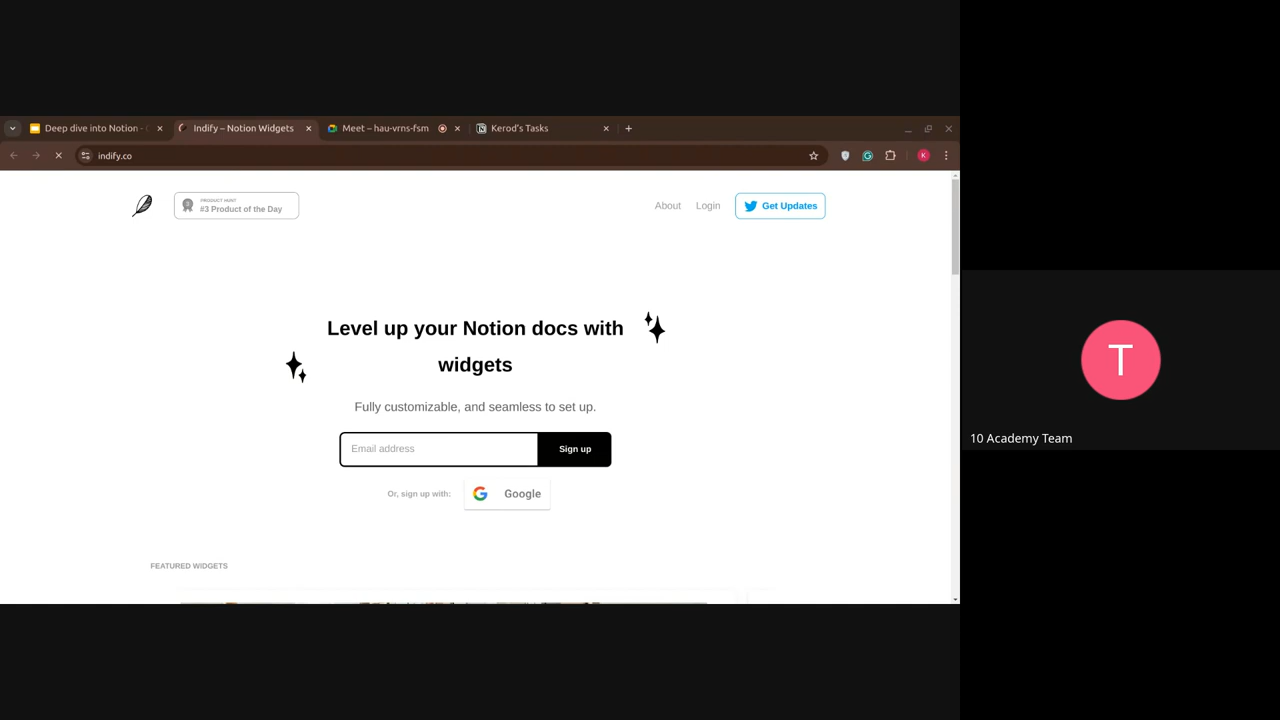 Deep dive into Notion -
Indify – Notion Widgets
Meet – hau-vrns-fsm
Kerod's Tasks
indify.co
K
PRODUCT HUNT
#3 Product of the Day
About
Login
Get Updates
Level up your Notion docs with
widgets
Fully customizable, and seamless to set up.
Email address
Sign up
Or, sign up with:
Google
FEATURED WIDGETS
T
10 Academy Team